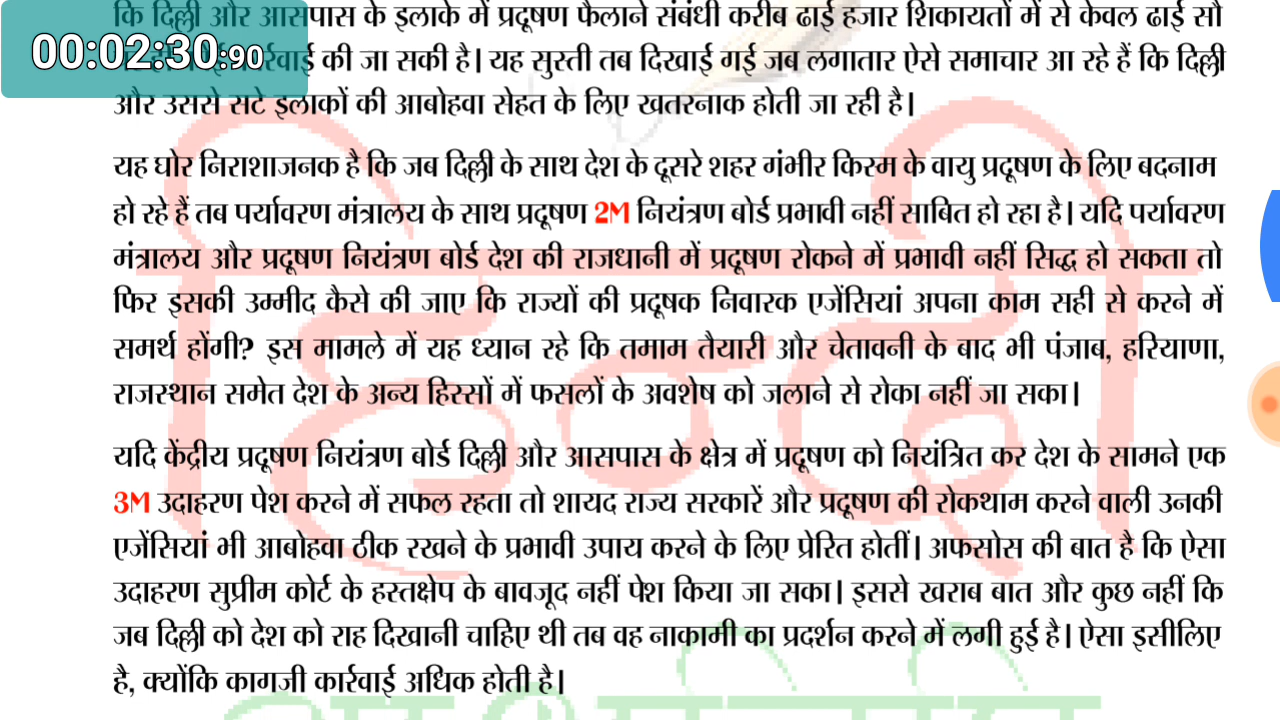 कि दिल्ली और आसपास के इलाके में प्रदूषण फैलाने संबंधी करीब ढाई हजार शिकायतों में से केवल ढाई सौ
00:02:30:90
कार्रवाई की जा सकी है। यह सुस्ती तब दिखाई गई जब लगातार ऐसे समाचार आ रहे हैं कि दिल्ली
और उससे सटे इलाकों की आबोहवा सेहत के लिए खतरनाक होती जा रही है।
यह घोर निराशाजनक है कि जब दिल्ली के साथ देश के दूसरे शहर गंभीर किस्म के वायु प्रदूषण के लिए बदनाम
हो रहे हैं तब पर्यावरण मंत्रालय के साथ प्रदूषण 2M नियंत्रण बोर्ड प्रभावी नहीं साबित हो रहा है। यदि पर्यावरण
मंत्रालय और प्रदूषण नियंत्रण बोर्ड देश की राजधानी में प्रदूषण रोकने में प्रभावी नहीं सिद्ध हो सकता तो
फिर इसकी उम्मीद कैसे की जाए कि राज्यों की प्रदूषक निवारक एजेंसियां अपना काम सही से करने में
समर्थ होंगी? इस मामले में यह ध्यान रहे कि तमाम तैयारी और चेतावनी के बाद भी पंजाब, हरियाणा,
राजस्थान समेत देश के अन्य हिस्सों में फसलों के अवशेष को जलाने से रोका नहीं जा सका।
यदि केंद्रीय प्रदूषण नियंत्रण बोर्ड दिल्ली और आसपास के क्षेत्र में प्रदूषण को नियंत्रित कर देश के सामने एक
3M उदाहरण पेश करने में सफल रहता तो शायद राज्य सरकारें और प्रदूषण की रोकथाम करने वाली उनकी
एजेंसियां भी आबोहवा ठीक रखने के प्रभावी उपाय करने के लिए प्रेरित होतीं। अफसोस की बात है कि ऐसा
उदाहरण सुप्रीम कोर्ट के हस्तक्षेप के बावजूद नहीं पेश किया जा सका। इससे खराब बात और कुछ नहीं कि
जब दिल्ली को देश को राह दिखानी चाहिए थी तब वह नाकामी का प्रदर्शन करने में लगी हुई है। ऐसा इसीलिए
है, क्योंकि कागजी कार्रवाई अधिक होती है।
हिन्दी